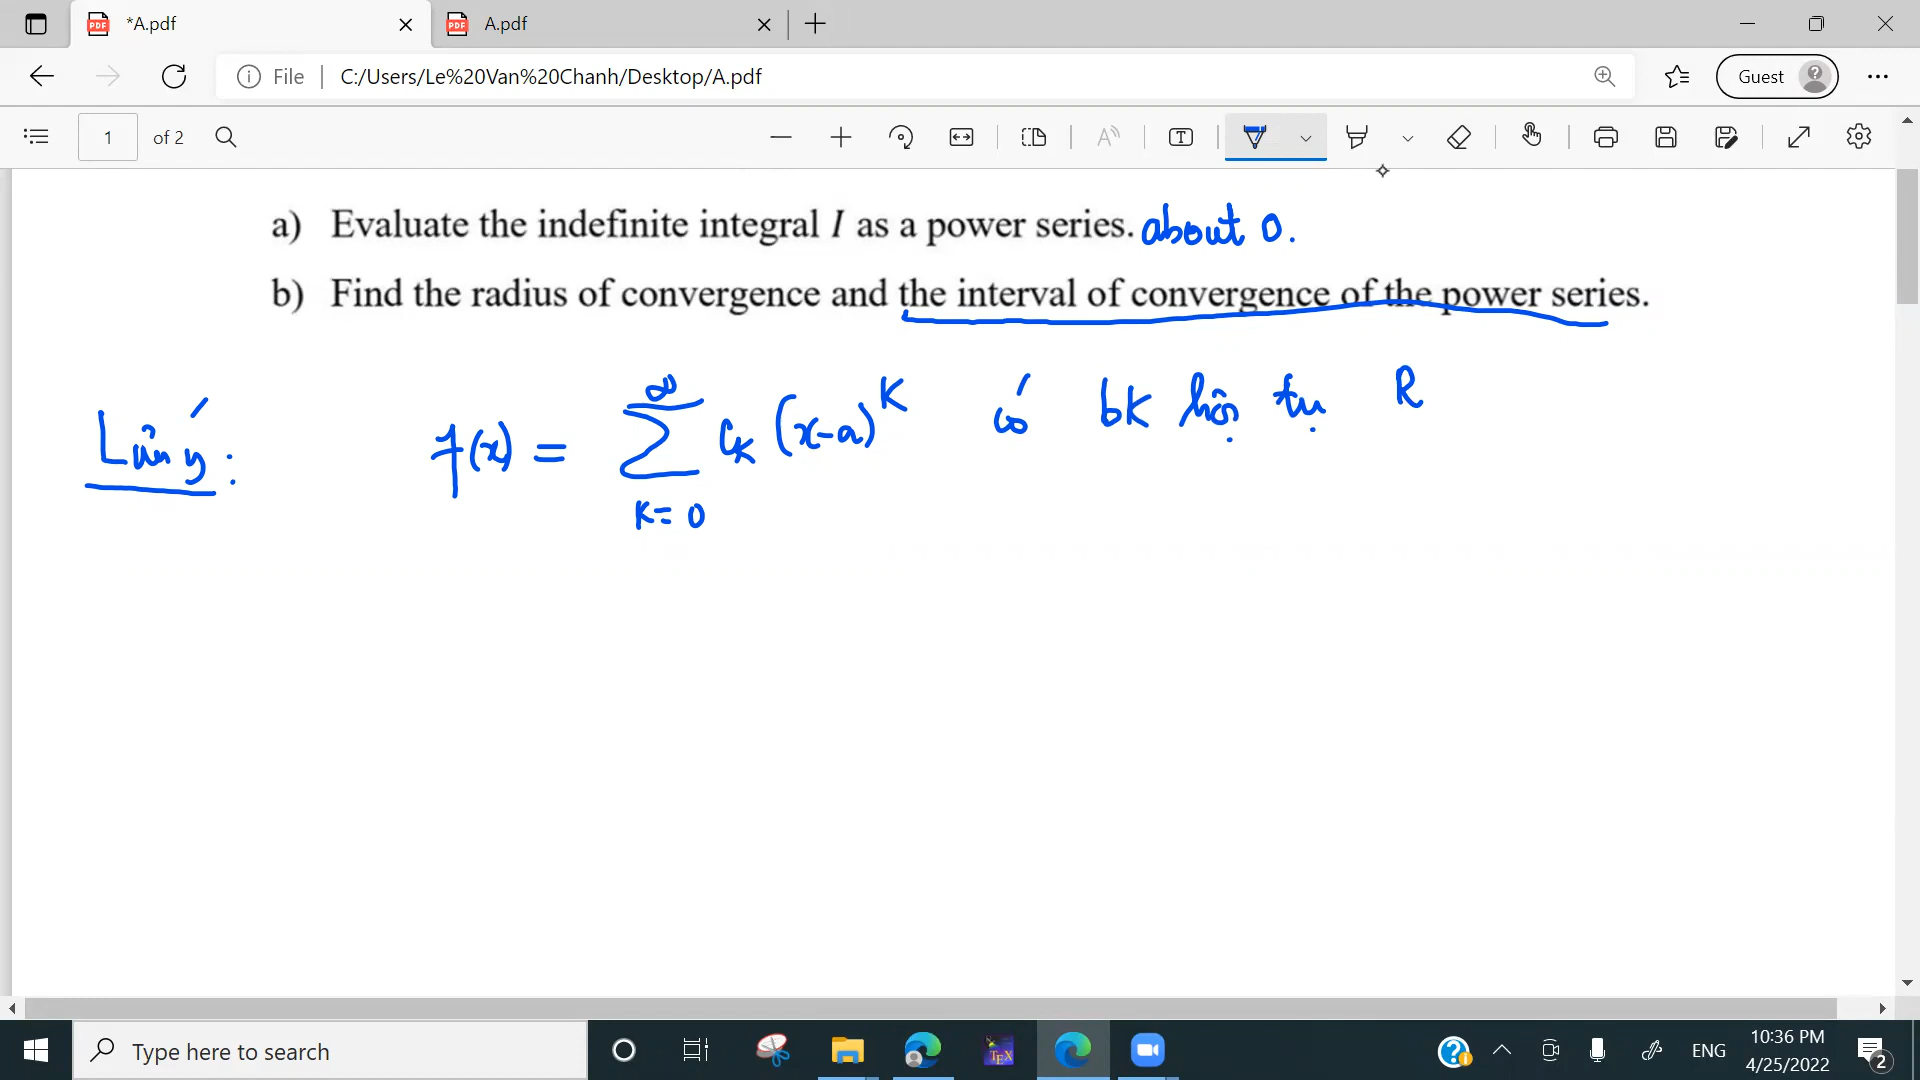 *A.pdf
A.pdf
File
C:/Users/Le%20Van%20Chanh/Desktop/A.pdf
Guest
1 of 2
a) Evaluate the indefinite integral I as a power series. about 0.
b) Find the radius of convergence and the interval of convergence of the power series.
Lưu ý : f(x) = ∑_{k=0}^{∞} c_k (x-a)^k có bk hội tụ R
Type here to search
ENG
10:36 PM
4/25/2022
2